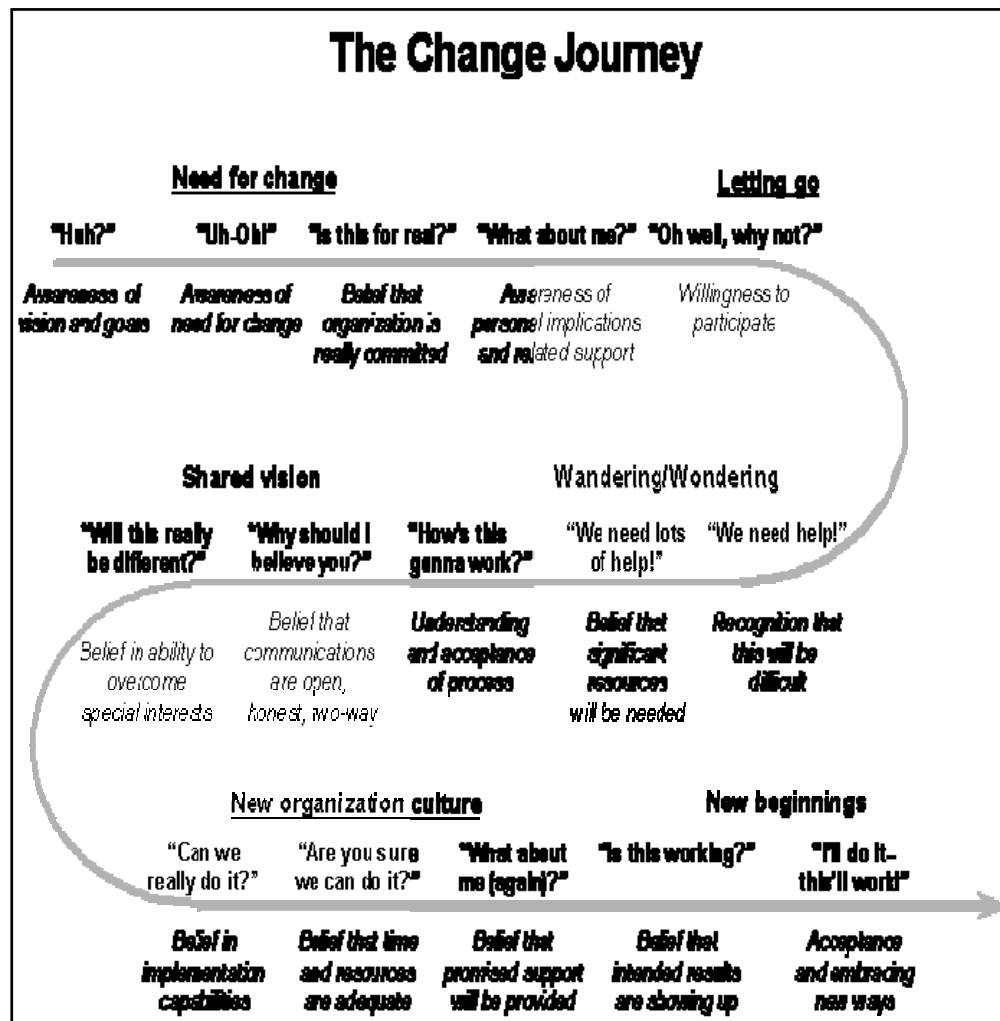 The Change Journey
Need for change
Letting go
"Huh?" "Uh-Oh!" "Is this for real?" "What about me?" "Oh well, why not?"
Awareness of
vision and goals
Awareness of
need for change
Belief that
organization is
really committed
Awareness of
personal implications
and related support
Willingness to
participate
Shared vision
Wandering/Wondering
"Will this really
be different?"
"Why should I
believe you?"
"How's this
gonna work?"
"We need lots
of help!"
"We need help!"
Belief in ability to
overcome
special interests
Belief that
communications
are open,
honest, two-way
Understanding
and acceptance
of process
Belief that
significant
resources
will be needed
Recognition that
this will be
difficult
New organization culture
New beginnings
"Can we
really do it?"
"Are you sure
we can do it?"
"What about
me (again)?"
"Is this working?"
"I'll do it–
this'll work!"
Belief in
implementation
capabilities
Belief that time
and resources
are adequate
Belief that
promised support
will be provided
Belief that
intended results
are showing up
Acceptance
and embracing
new ways